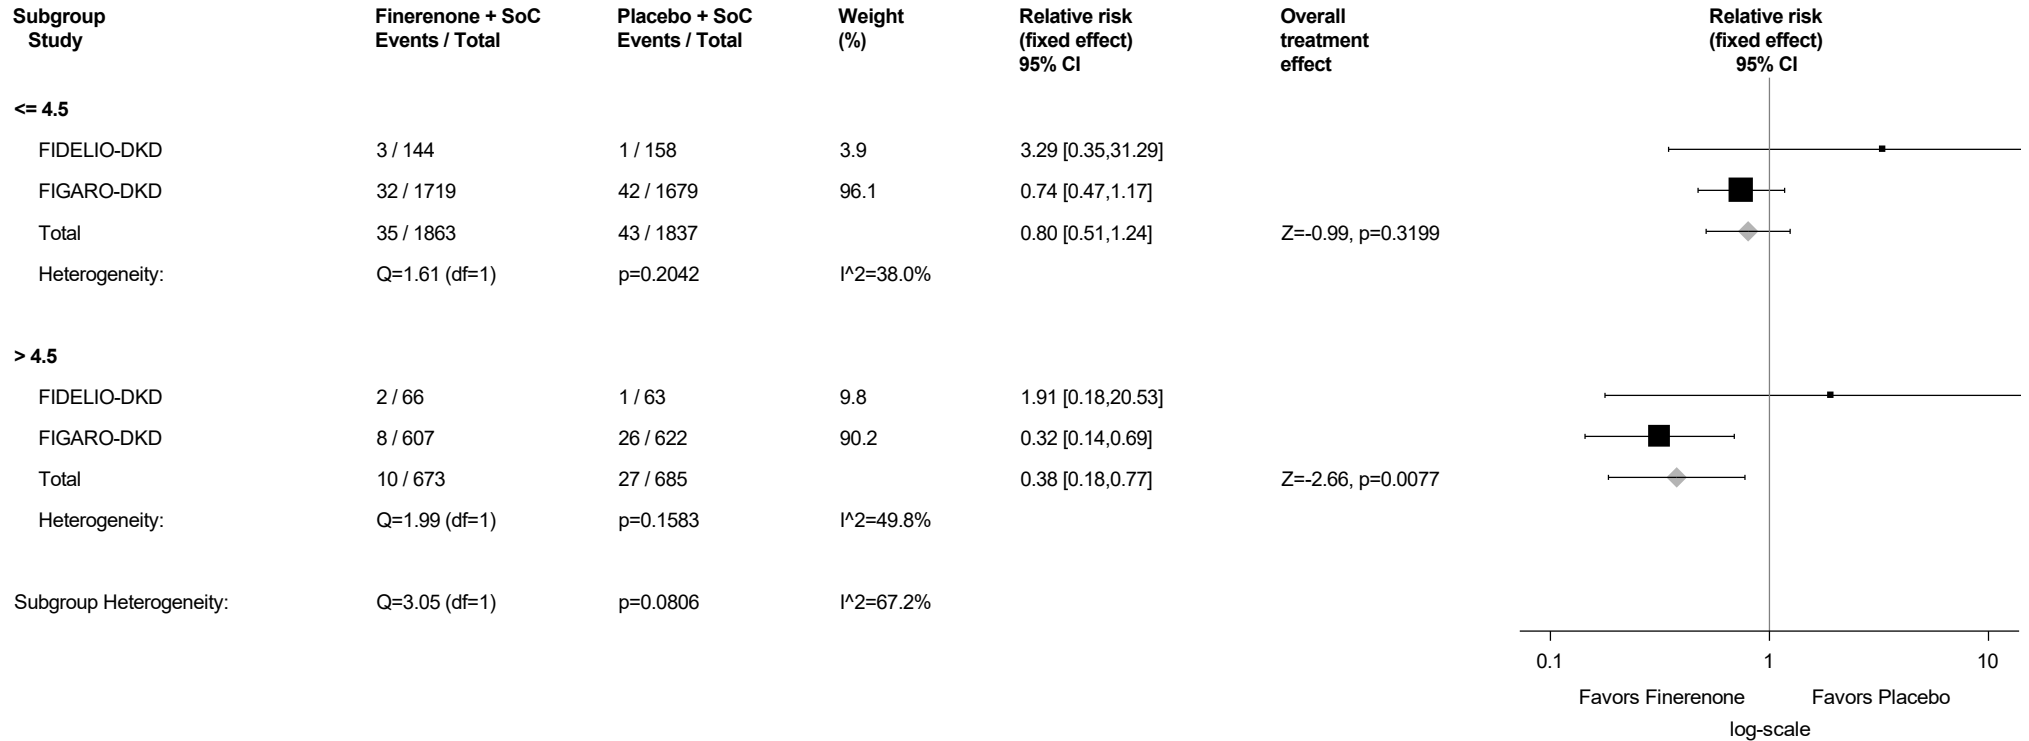 Subgroup Finerenone + SoC Placebo + SoC Weight Relative risk Overall Relative risk
Study Events / Total Events / Total (%) (fixed effect) treatment (fixed effect)
95% CI effect 95% CI
<= 4.5
FIDELIO-DKD 3 / 144 1 / 158 3.9 3.29 [0.35,31.29]
FIGARO-DKD 32 / 1719 42 / 1679 96.1 0.74 [0.47,1.17]
Total 35 / 1863 43 / 1837 0.80 [0.51,1.24] Z=-0.99, p=0.3199
Heterogeneity: Q=1.61 (df=1) p=0.2042 I^2=38.0%
> 4.5
FIDELIO-DKD 2 / 66 1 / 63 9.8 1.91 [0.18,20.53]
FIGARO-DKD 8 / 607 26 / 622 90.2 0.32 [0.14,0.69]
Total 10 / 673 27 / 685 0.38 [0.18,0.77] Z=-2.66, p=0.0077
Heterogeneity: Q=1.99 (df=1) p=0.1583 I^2=49.8%
Subgroup Heterogeneity: Q=3.05 (df=1) p=0.0806 I^2=67.2%
0.1 1 10
Favors Finerenone Favors Placebo
log-scale